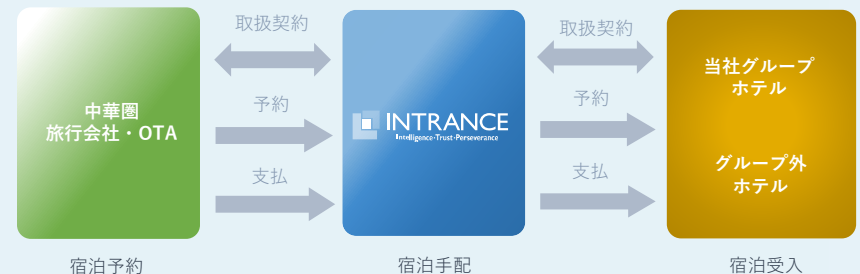 中華圏
旅行会社・OTA
宿泊予約
取扱契約
予約
支払
INTRANCE
Intelligence・Trust・Perseverance
宿泊手配
取扱契約
予約
支払
当社グループ
ホテル
グループ外
ホテル
宿泊受入